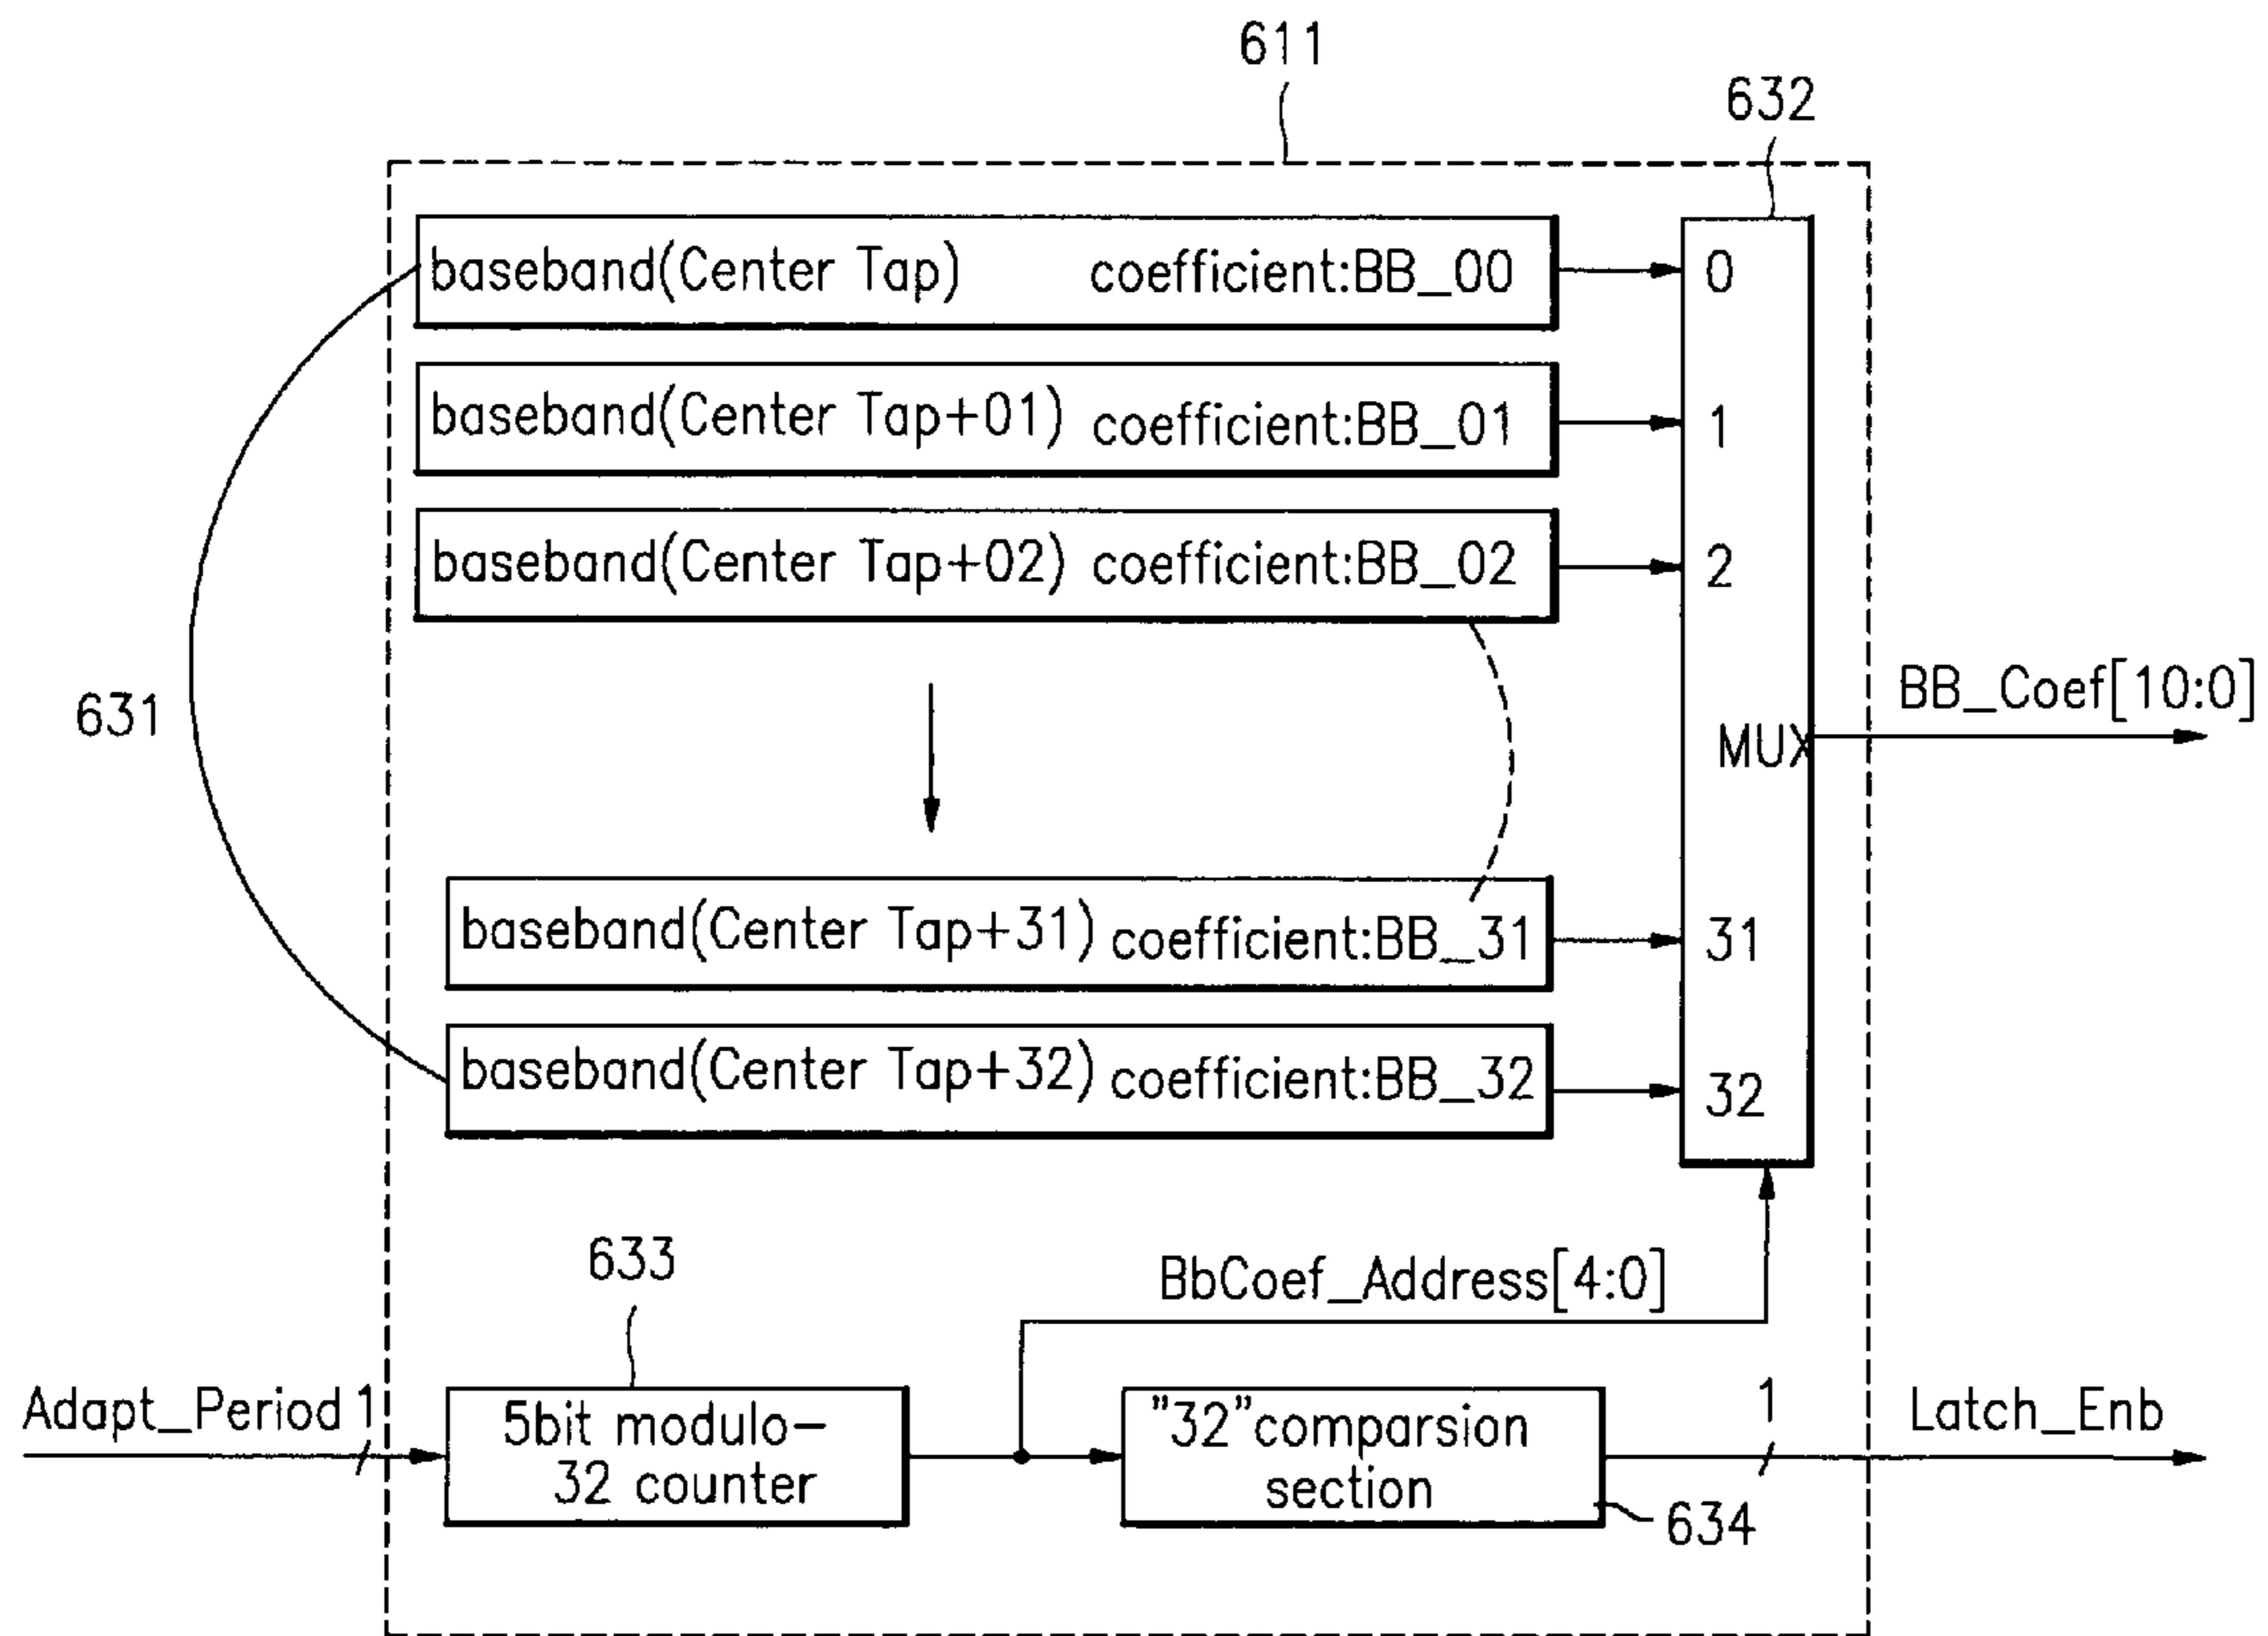 611
632
baseband(Center Tap) coefficient:BB_00
0
baseband(Center Tap+01) coefficient:BB_01
1
baseband(Center Tap+02) coefficient:BB_02
2
631
MUX
BB_Coef[10:0]
baseband(Center Tap+31) coefficient:BB_31
31
baseband(Center Tap+32) coefficient:BB_32
32
633
BbCoef_Address[4:0]
Adapt_Period 1
5bit modulo-
32 counter
"32"comparsion
section
1
Latch_Enb
634